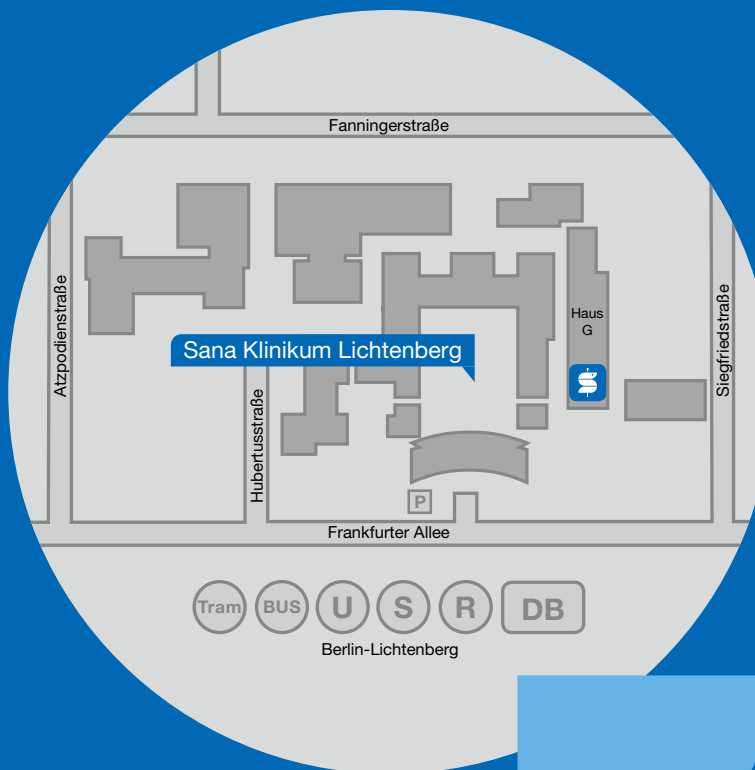 Fanningerstraße
Atzpodienstraße
Haus
G
Siegfriedstraße
Sana Klinikum Lichtenberg
Hubertusstraße
P
Frankfurter Allee
Tram BUS U S R DB
Berlin-Lichtenberg